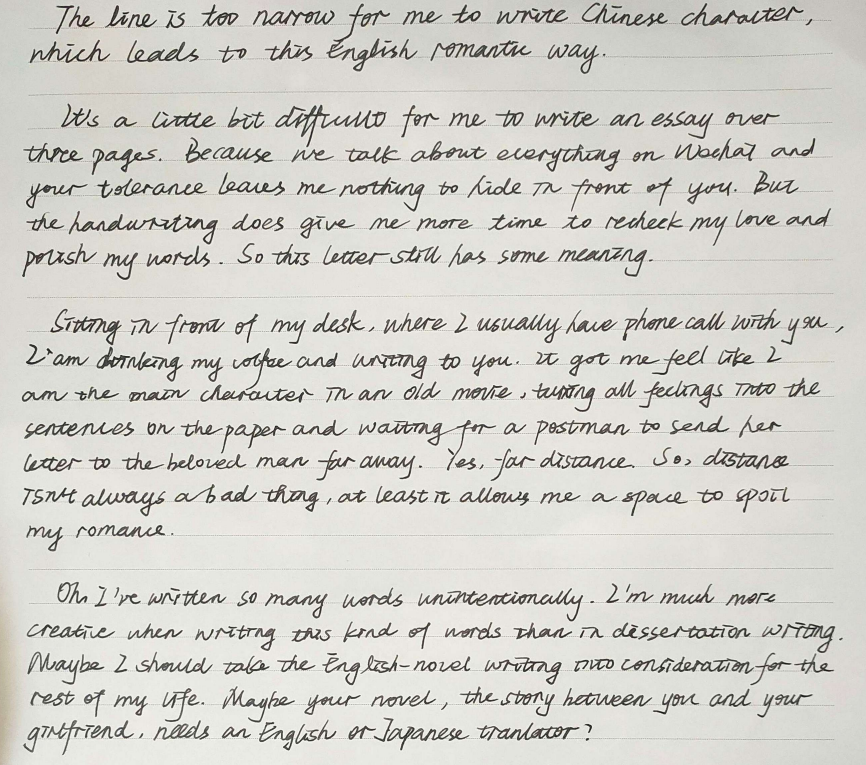 The line is too narrow for me to write Chinese character,
which leads to this English romantic way.
It's a little bit difficult for me to write an essay over
three pages. Because we talk about everything on Wechat and
your tolerance leaves me nothing to hide in front of you. But
the handwriting does give me more time to recheck my love and
polish my words. So this letter still has some meaning.
Sitting in front of my desk, where I usually have phone call with you,
I'am drinking my coffee and writing to you. It got me feel like I
am the main character in an old movie, turing all feelings into the
sentences on the paper and waiting for a postman to send her
letter to the beloved man far away. Yes, far distance. So, distance
isn't always a bad thing, at least it allows me a space to spoil
my romance.
Oh, I've written so many words unintentionally. I'm much more
creative when writing this kind of words than in dissertation writing.
Maybe I should take the English-novel writing into consideration for the
rest of my life. Maybe your novel, the story between you and your
girlfriend, needs an English or Japanese tranlator?